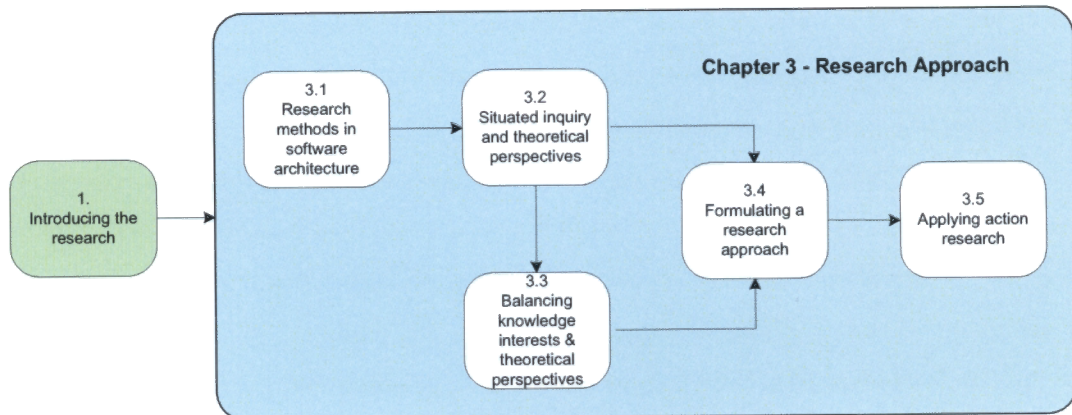 Chapter 3 - Research Approach
1.
Introducing the
research
3.1
Research
methods in
software
architecture
3.2
Situated inquiry
and theoretical
perspectives
3.3
Balancing
knowledge
interests &
theoretical
perspectives
3.4
Formulating a
research
approach
3.5
Applying action
research